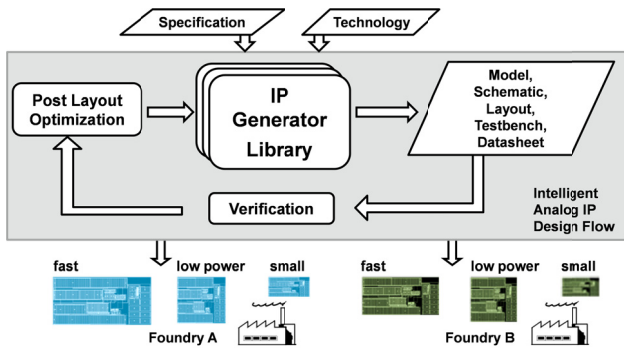 Specification
Technology
Post Layout
Optimization
IP
Generator
Library
Model,
Schematic,
Layout,
Testbench,
Datasheet
Verification
Intelligent
Analog IP
Design Flow
fast
low power
small
fast
low power
small
Foundry A
Foundry B